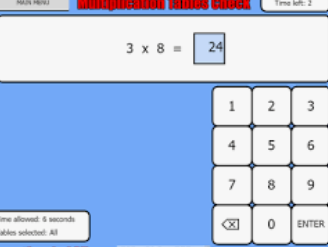 MAIN MENU
Multiplication Tables Check
Time left: 2
3 x 8 = 24
1 2 3
4 5 6
7 8 9
0 ENTER
ime allowed: 6 seconds
ables selected: All